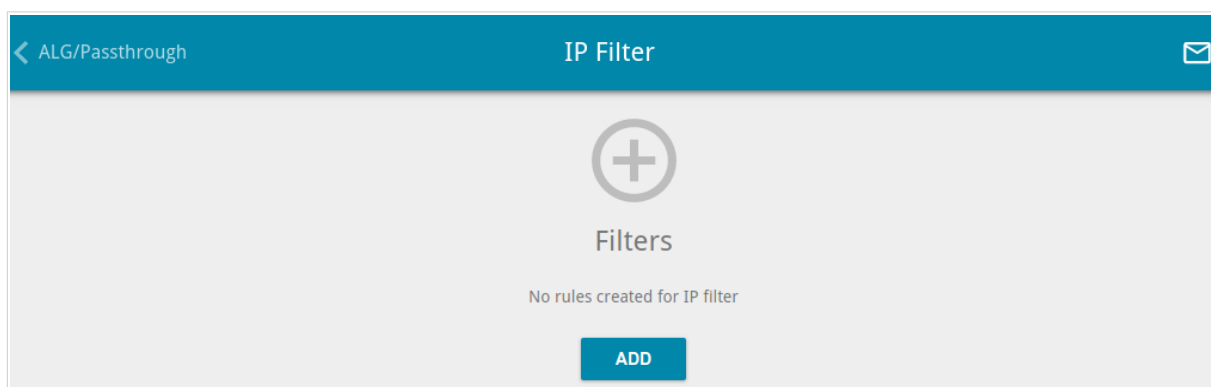 ALG/Passthrough
IP Filter
Filters
No rules created for IP filter
ADD